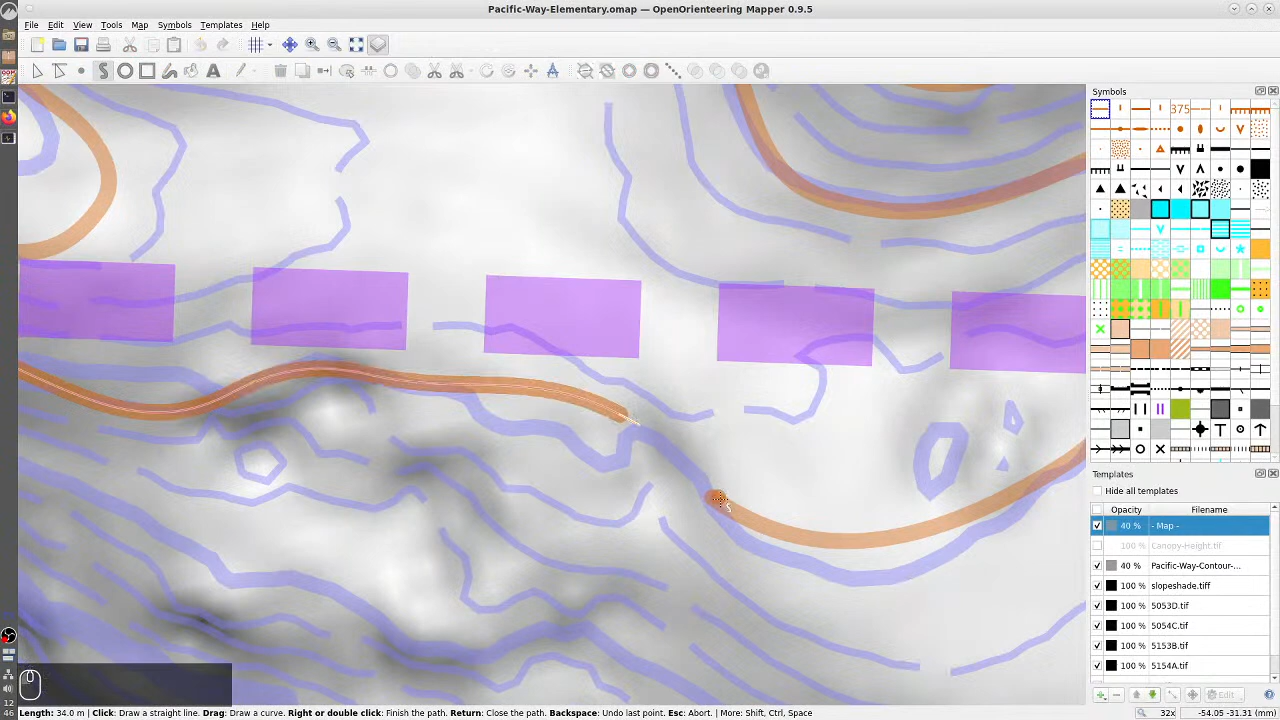 Pacific-Way-Elementary.omap — OpenOrienteering Mapper 0.9.5
File Edit View Tools Map Symbols Templates Help
Symbols
375
Templates
Hide all templates
Opacity Filename
40 % - Map -
100 % Canopy-Height.tif
40 % Pacific-Way-Contour-...
100 % slopeshade.tiff
100 % 5053D.tif
100 % 5054C.tif
100 % 5153B.tif
100 % 5154A.tif
Edit
12
46
Length: 34.0 m | Click: Draw a straight line. Drag: Draw a curve. Right or double click: Finish the path. Return: Close the path. Backspace: Undo last point. Esc: Abort. | More: Shift, Ctrl, Space
32x
-54.05 -31.31 (mm)